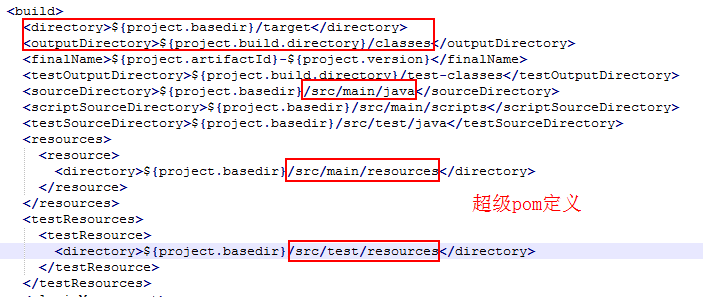 <build>
<directory>${project.basedir}/target</directory>
<outputDirectory>${project.build.directory}/classes</outputDirectory>
<finalName>${project.artifactId}-${project.version}</finalName>
<testOutputDirectory>${project.build.directory}/test-classes</testOutputDirectory>
<sourceDirectory>${project.basedir}/src/main/java</sourceDirectory>
<scriptSourceDirectory>${project.basedir}/src/main/scripts</scriptSourceDirectory>
<testSourceDirectory>${project.basedir}/src/test/java</testSourceDirectory>
<resources>
<resource>
<directory>${project.basedir}/src/main/resources</directory>
</resource>
</resources>
超级pom定义
<testResources>
<testResource>
<directory>${project.basedir}/src/test/resources</directory>
</testResource>
</testResources>